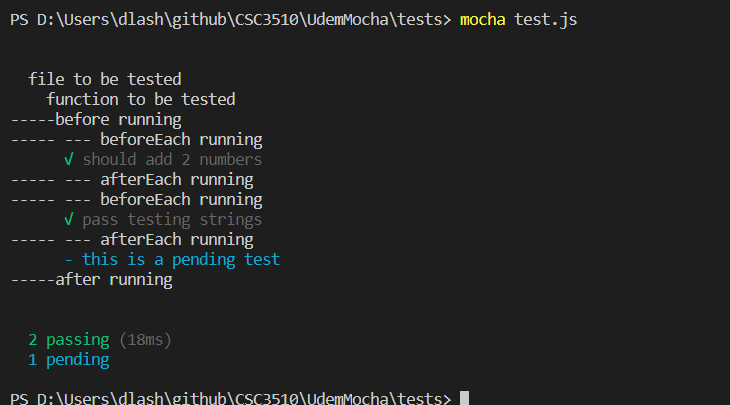 PS D:\Users\dlash\github\CSC3510\UdemMocha\tests> mocha test.js
file to be tested
function to be tested
-----before running
----- --- beforeEach running
√ should add 2 numbers
----- --- afterEach running
----- --- beforeEach running
√ pass testing strings
----- --- afterEach running
- this is a pending test
-----after running
2 passing (18ms)
1 pending
PS D:\Users\dlash\github\CSC3510\UdemMocha\tests>